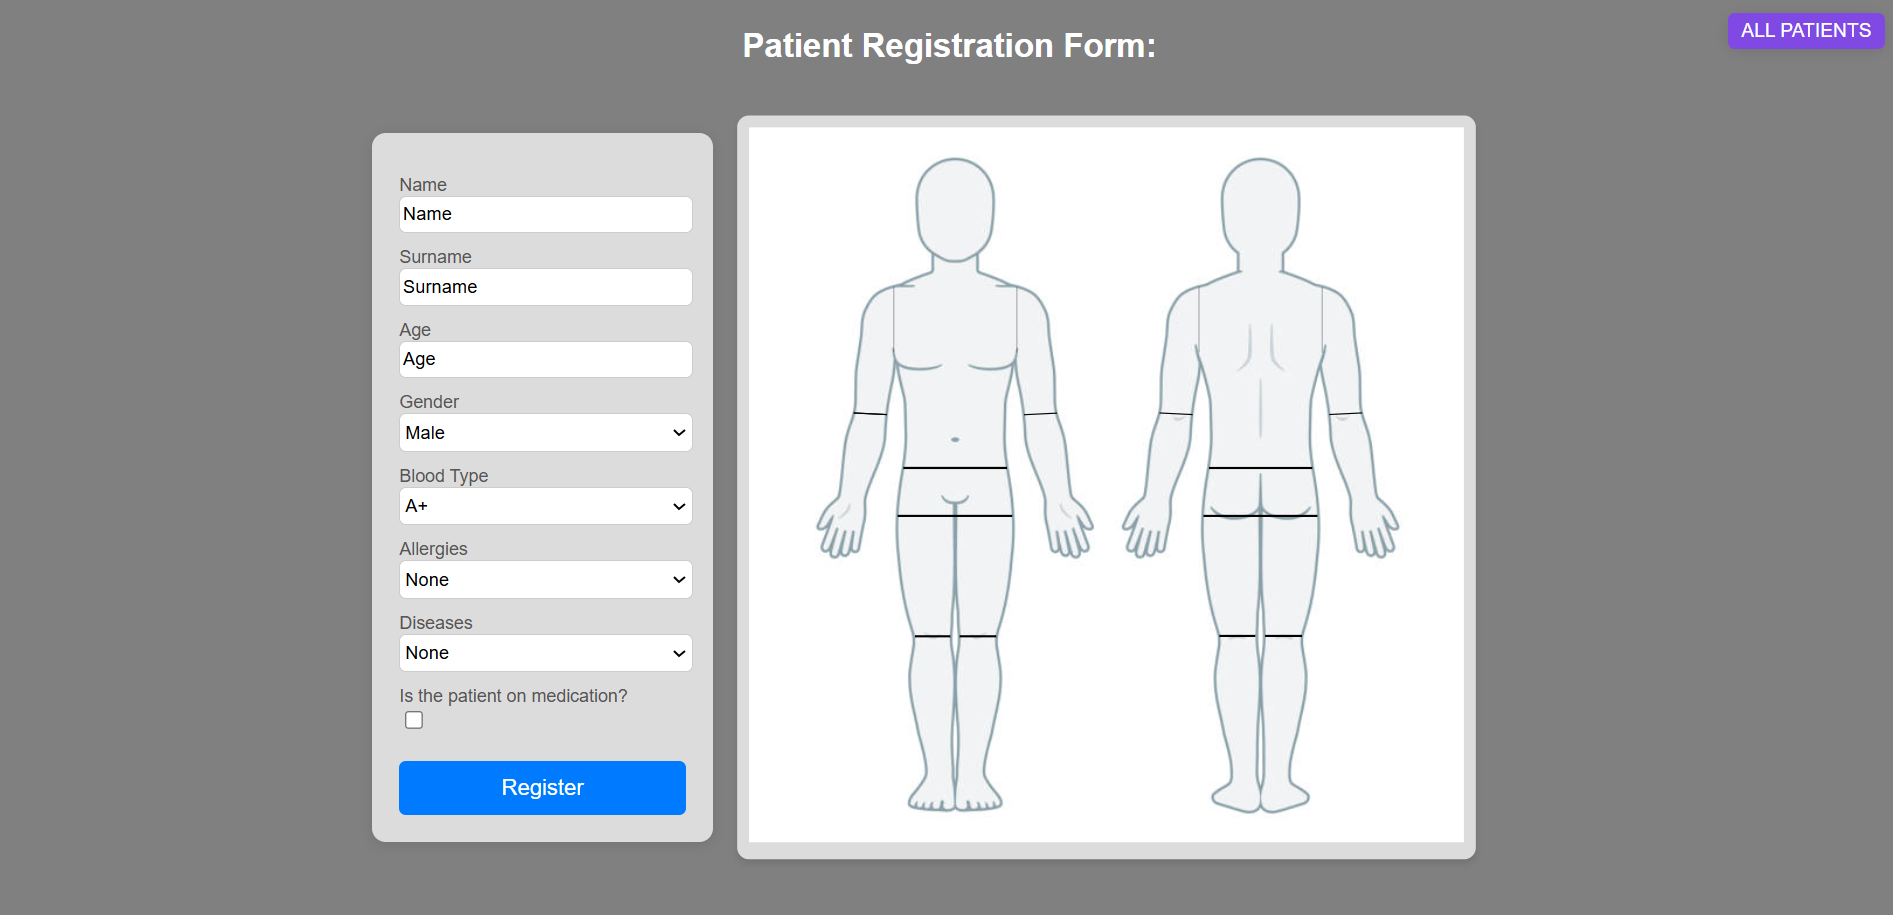 Patient Registration Form:
ALL PATIENTS
Name
Name
Surname
Surname
Age
Age
Gender
Male
Blood Type
A+
Allergies
None
Diseases
None
Is the patient on medication?
Register